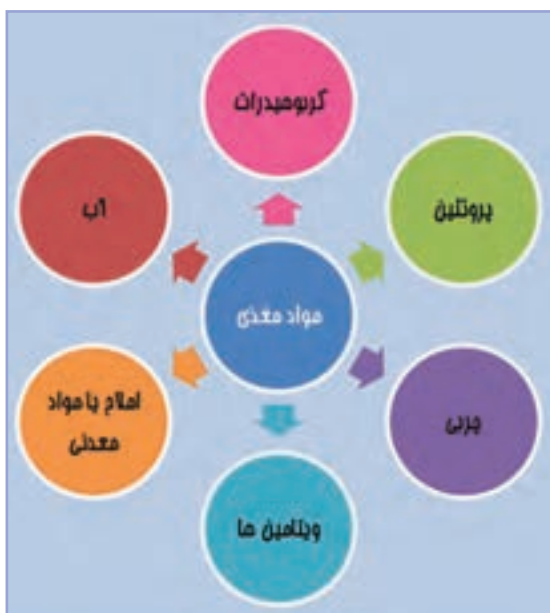 کربوهیدرات
پروتئین
آب
مواد مغذی
چربی
املاح یا مواد
معدنی
ویتامین ها